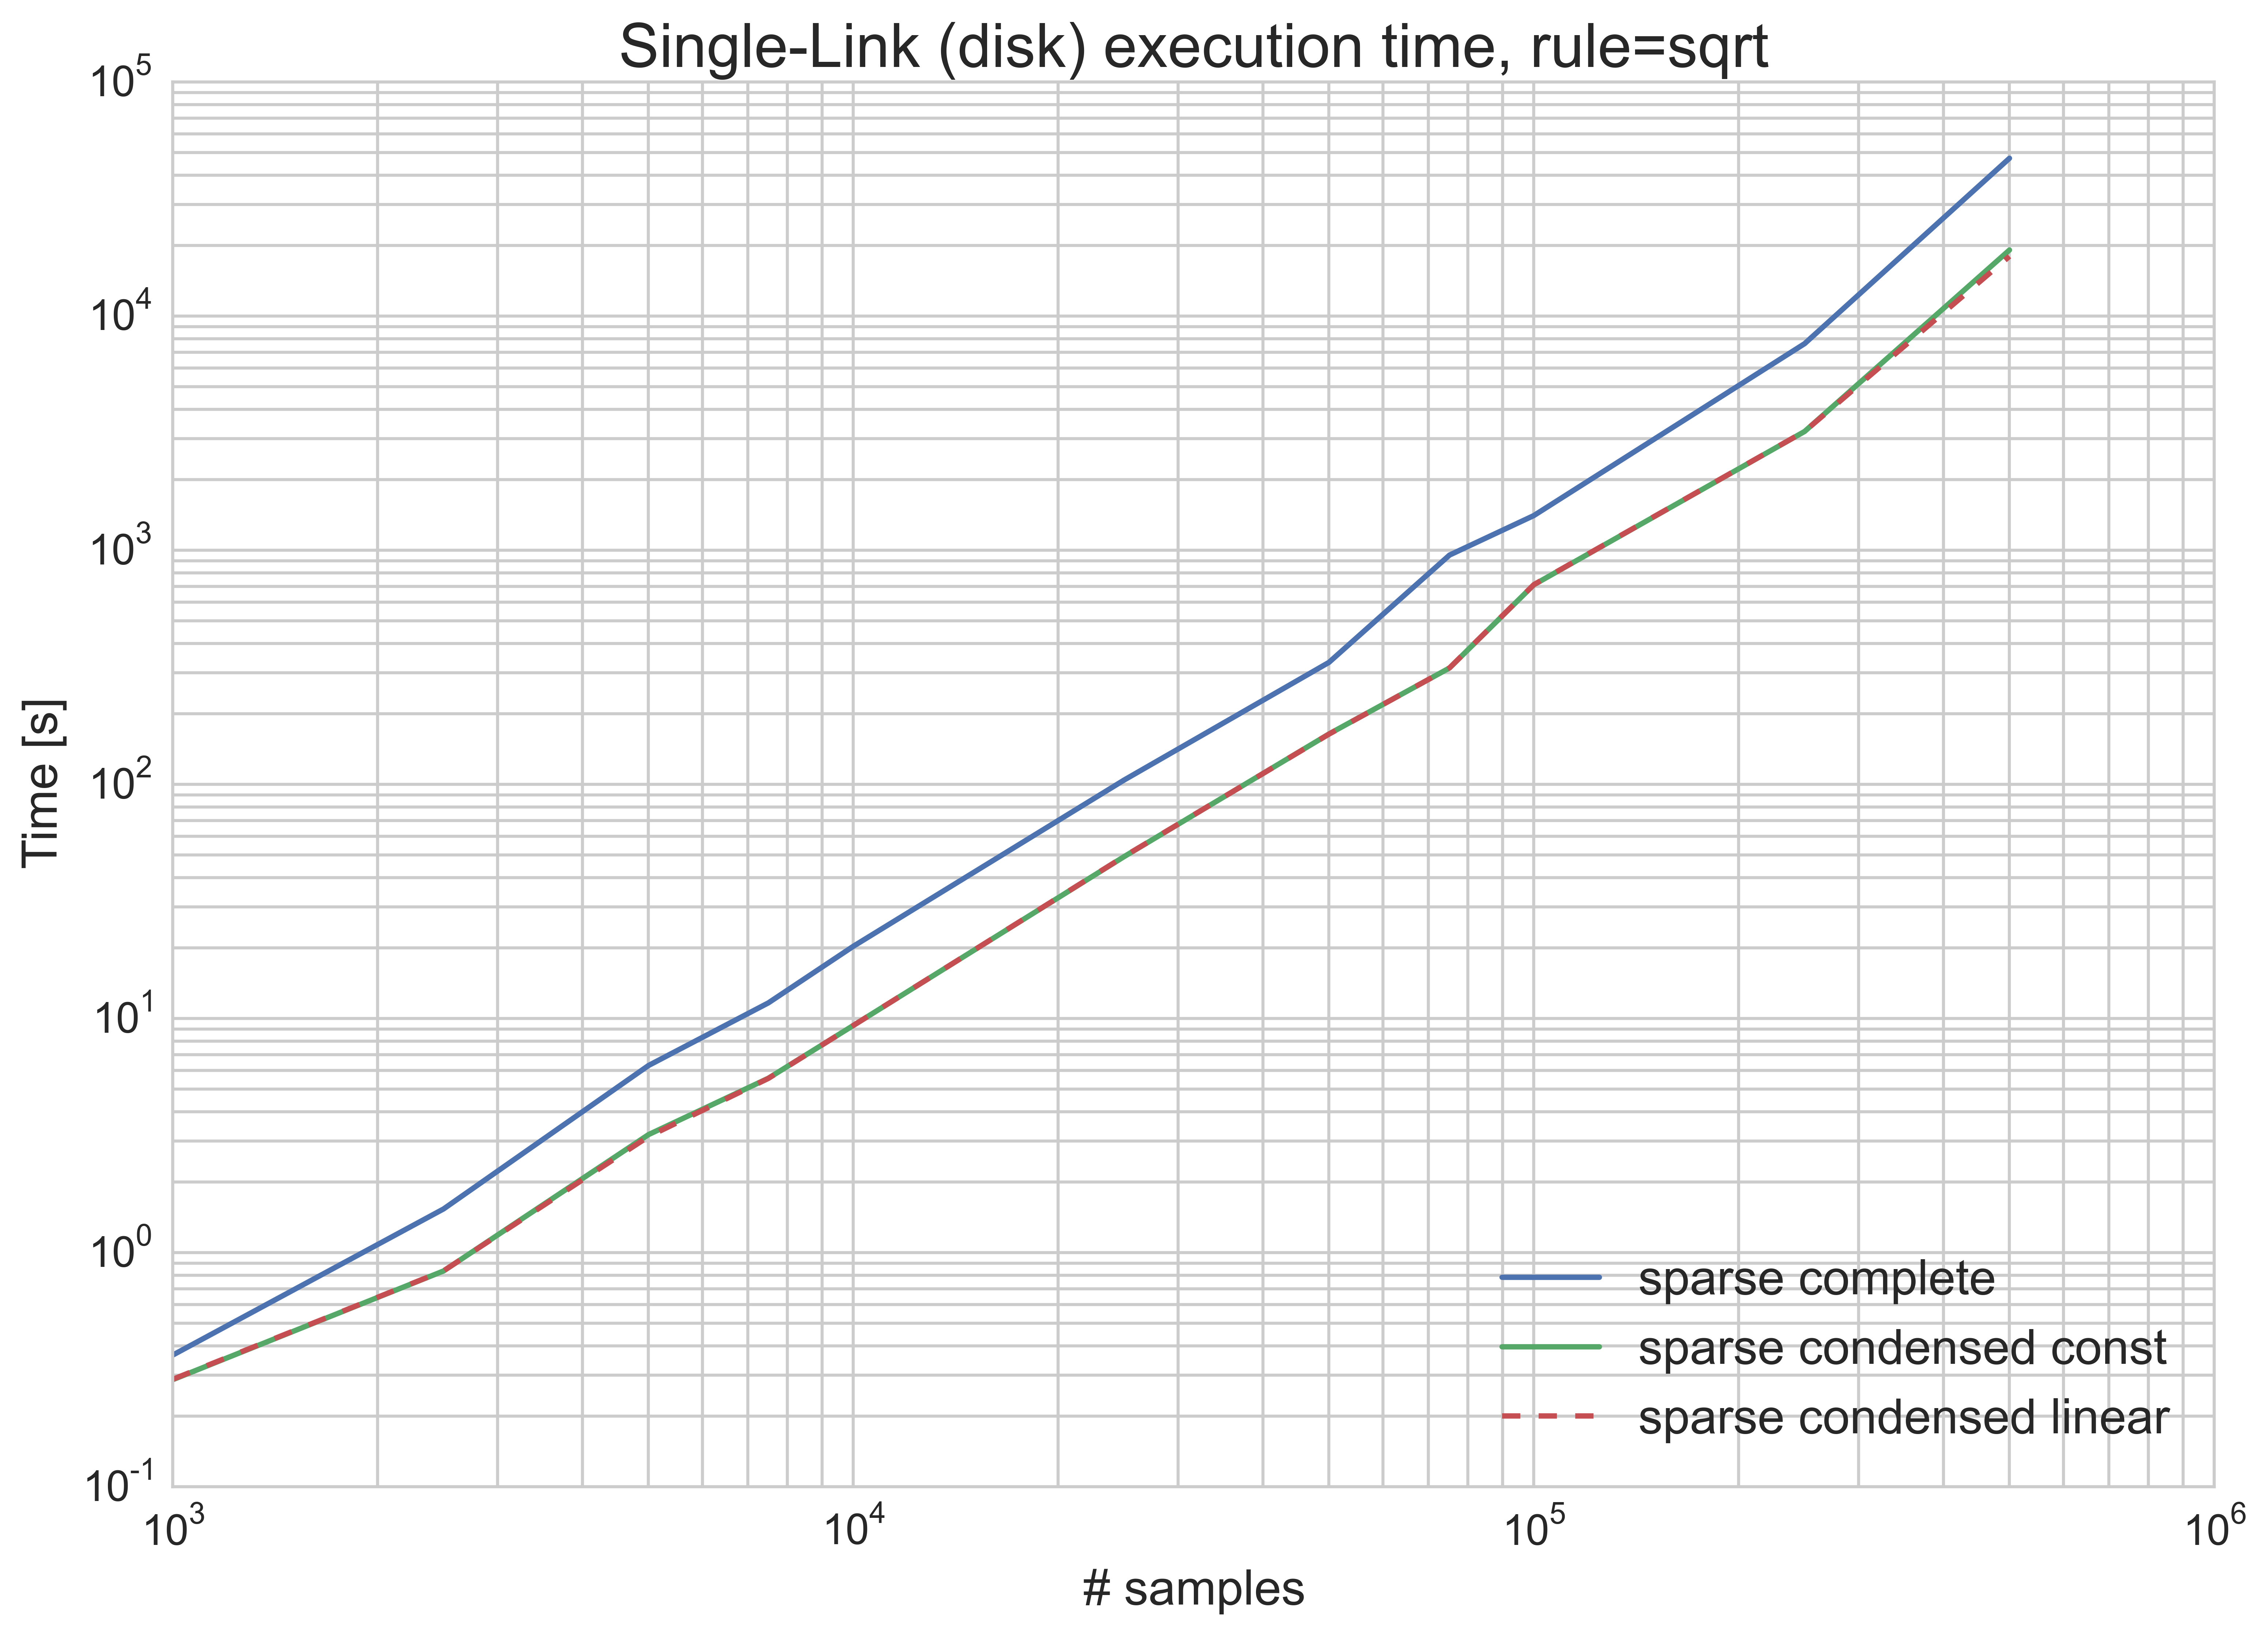 Single-Link (disk) execution time, rule=sqrt
10^5
10^4
10^3
10^2
10^1
10^0
10^-1
Time [s]
sparse complete
sparse condensed const
sparse condensed linear
10^3 10^4 10^5 10^6
# samples